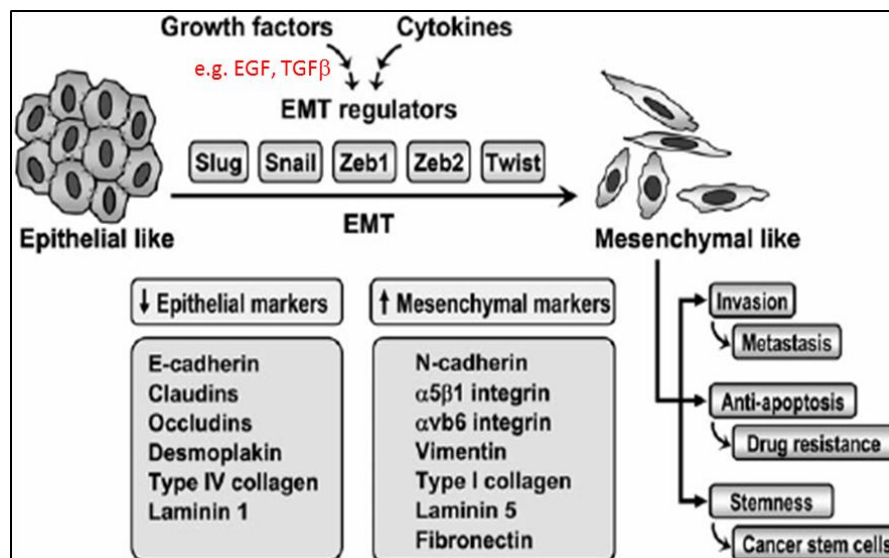 Growth factors Cytokines
e.g. EGF, TGFβ
EMT regulators
Slug Snail Zeb1 Zeb2 Twist
EMT
Epithelial like
Mesenchymal like
↓ Epithelial markers
E-cadherin
Claudins
Occludins
Desmoplakin
Type IV collagen
Laminin 1
↑ Mesenchymal markers
N-cadherin
α5β1 integrin
αvb6 integrin
Vimentin
Type I collagen
Laminin 5
Fibronectin
Invasion
Metastasis
Anti-apoptosis
Drug resistance
Stemness
Cancer stem cells